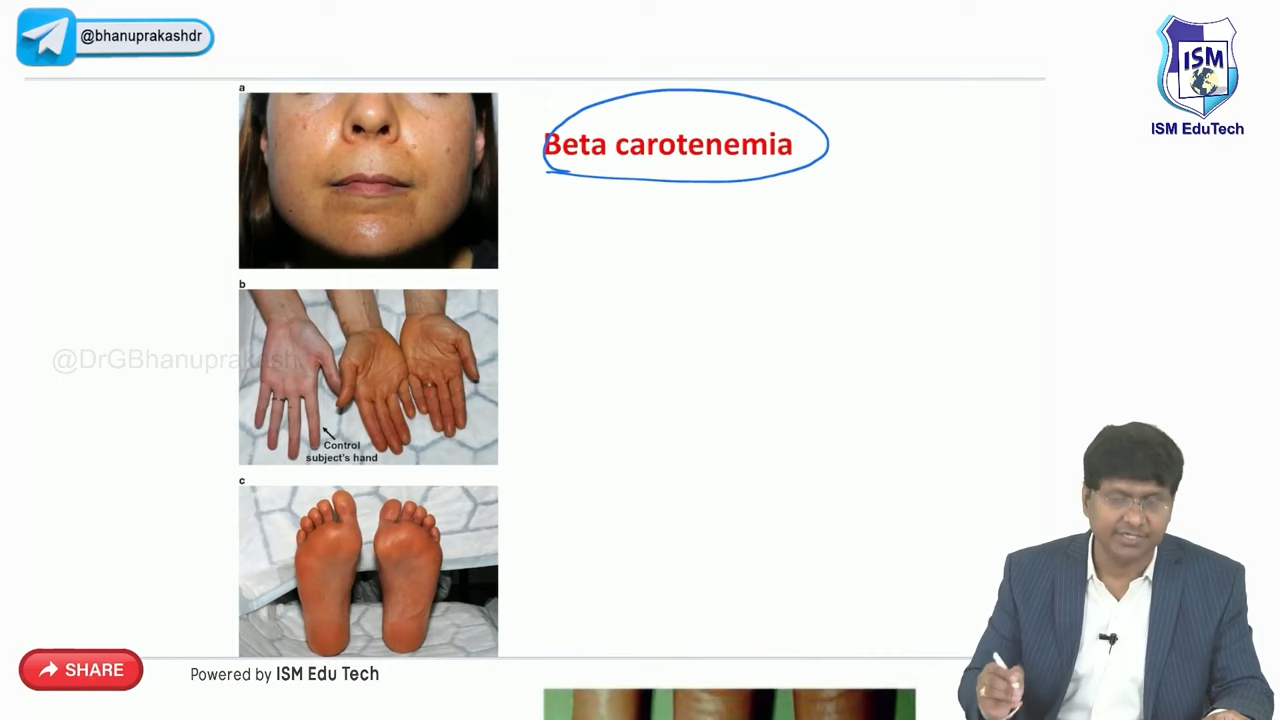 @bhanuprakashdr
ISM
ISM EduTech
a
Beta carotenemia
b
@DrGBhanuprakash
Control
subject's hand
c
SHARE
Powered by ISM Edu Tech